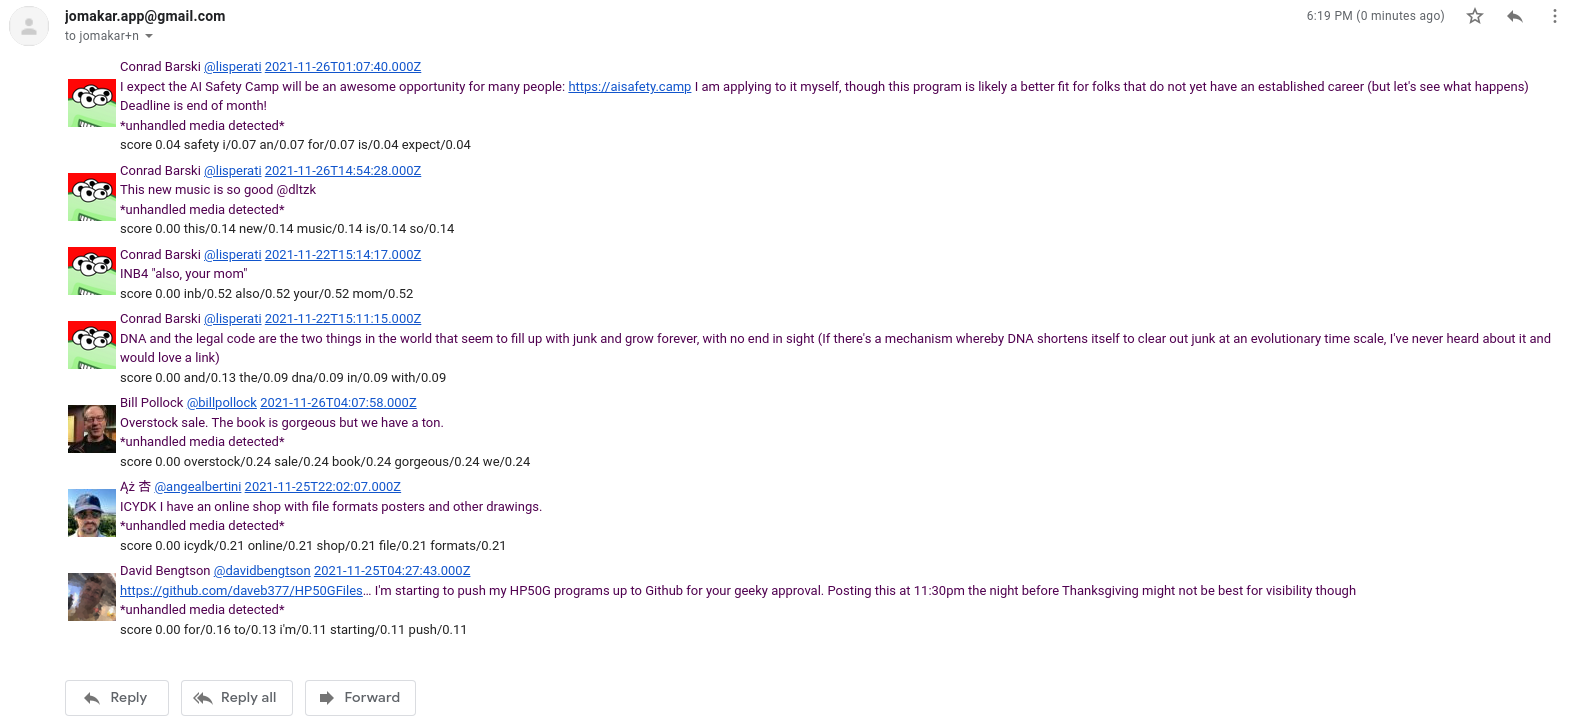 jomakar.app@gmail.com
6:19 PM (0 minutes ago)
to jomakar+n
Conrad Barski @lisperati 2021-11-26T01:07:40.000Z
I expect the AI Safety Camp will be an awesome opportunity for many people: https://aisafety.camp I am applying to it myself, though this program is likely a better fit for folks that do not yet have an established career (but let's see what happens)
Deadline is end of month!
*unhandled media detected*
score 0.04 safety i/0.07 an/0.07 for/0.07 is/0.04 expect/0.04
Conrad Barski @lisperati 2021-11-26T14:54:28.000Z
This new music is so good @dltzk
*unhandled media detected*
score 0.00 this/0.14 new/0.14 music/0.14 is/0.14 so/0.14
Conrad Barski @lisperati 2021-11-22T15:14:17.000Z
INB4 "also, your mom"
score 0.00 inb/0.52 also/0.52 your/0.52 mom/0.52
Conrad Barski @lisperati 2021-11-22T15:11:15.000Z
DNA and the legal code are the two things in the world that seem to fill up with junk and grow forever, with no end in sight (If there's a mechanism whereby DNA shortens itself to clear out junk at an evolutionary time scale, I've never heard about it and
would love a link)
score 0.00 and/0.13 the/0.09 dna/0.09 in/0.09 with/0.09
Bill Pollock @billpollock 2021-11-26T04:07:58.000Z
Overstock sale. The book is gorgeous but we have a ton.
*unhandled media detected*
score 0.00 overstock/0.24 sale/0.24 book/0.24 gorgeous/0.24 we/0.24
Ąż 杏 @angealbertini 2021-11-25T22:02:07.000Z
ICYDK I have an online shop with file formats posters and other drawings.
*unhandled media detected*
score 0.00 icydk/0.21 online/0.21 shop/0.21 file/0.21 formats/0.21
David Bengtson @davidbengtson 2021-11-25T04:27:43.000Z
https://github.com/daveb377/HP50GFiles… I'm starting to push my HP50G programs up to Github for your geeky approval. Posting this at 11:30pm the night before Thanksgiving might not be best for visibility though
*unhandled media detected*
score 0.00 for/0.16 to/0.13 i'm/0.11 starting/0.11 push/0.11
Reply
Reply all
Forward